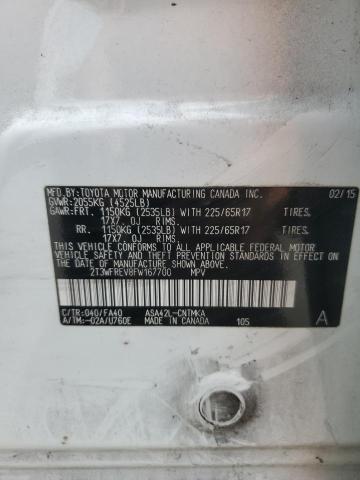 MFD.BY:TOYOTA MOTOR MANUFACTURING CANADA INC. 02/15
GVWR:2055KG (4525LB)
GAWR:FRT. 1150KG (2535LB) WITH 225/65R17 TIRES.
17X7. OJ RIMS.
RR. 1150KG (2535LB) WITH 225/65R17 TIRES.
17X7. OJ RIMS.
THIS VEHICLE CONFORMS TO ALL APPLICABLE FEDERAL MOTOR
VEHICLE SAFETY, BUMPER, AND THEFT PREVENTION STANDARDS IN
EFFECT ON THE DATE OF MANUFACTURE SHOWN ABOVE.
2T3WFREV8FW167700 MPV
C/TR:040/FA40 ASA42L-CNTMKA
A/TM:-02A/U760E MADE IN CANADA 105
A